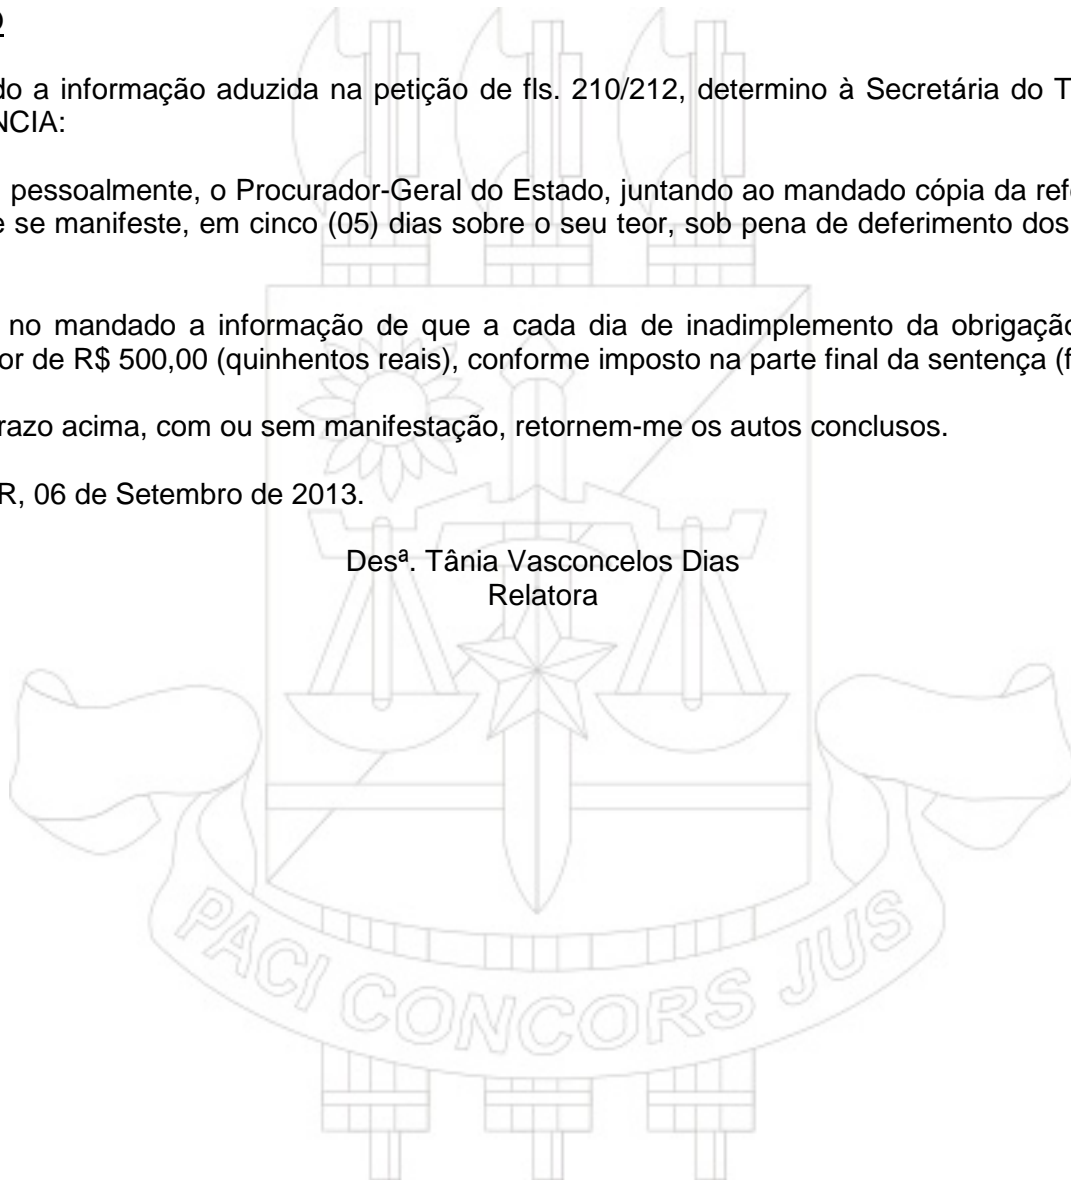 O
do a informação aduzida na petição de fls. 210/212, determino à Secretária do T
NCIA:
pessoalmente, o Procurador-Geral do Estado, juntando ao mandado cópia da refe
e se manifeste, em cinco (05) dias sobre o seu teor, sob pena de deferimento dos
no mandado a informação de que a cada dia de inadimplemento da obrigação
or de R$ 500,00 (quinhentos reais), conforme imposto na parte final da sentença (f
razo acima, com ou sem manifestação, retornem-me os autos conclusos.
R, 06 de Setembro de 2013.
Desª. Tânia Vasconcelos Dias
Relatora
PACI CONCORS JUS